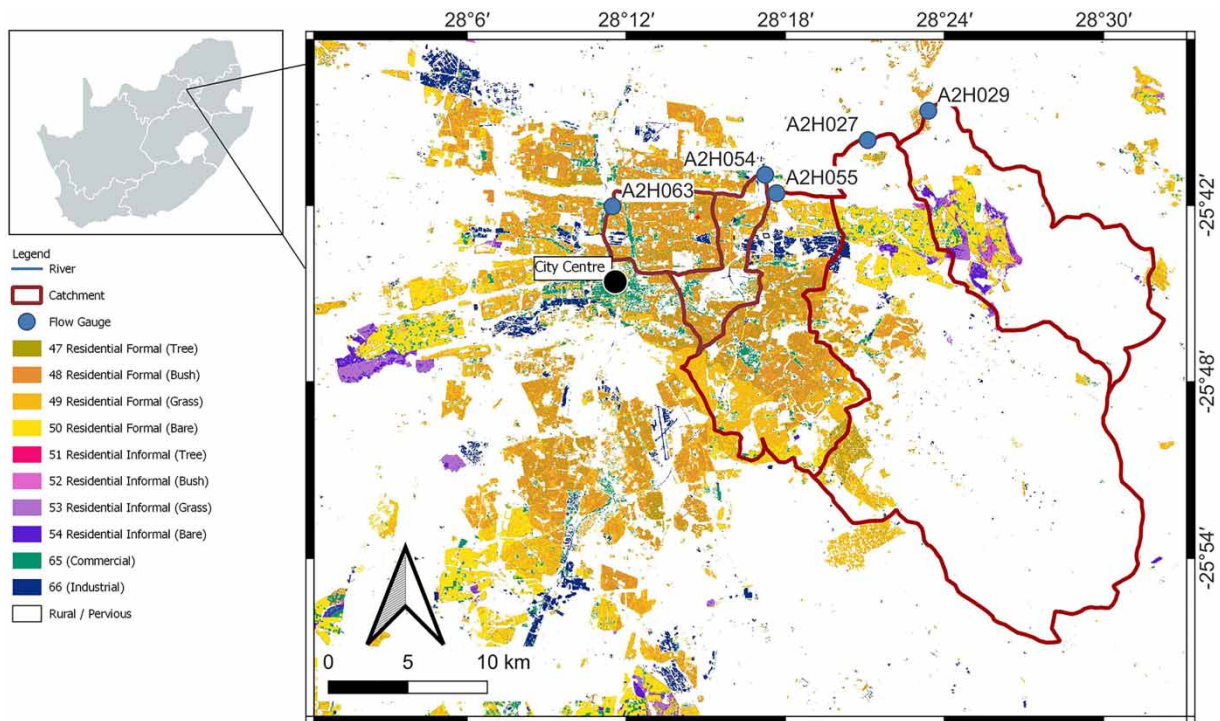 28°6′ 28°12′ 28°18′ 28°24′ 28°30′
A2H029
A2H027
A2H054
A2H055
A2H063
City Centre
-25°42′
-25°48′
-25°54′
Legend
River
Catchment
Flow Gauge
47 Residential Formal (Tree)
48 Residential Formal (Bush)
49 Residential Formal (Grass)
50 Residential Formal (Bare)
51 Residential Informal (Tree)
52 Residential Informal (Bush)
53 Residential Informal (Grass)
54 Residential Informal (Bare)
65 (Commercial)
66 (Industrial)
Rural / Pervious
0 5 10 km